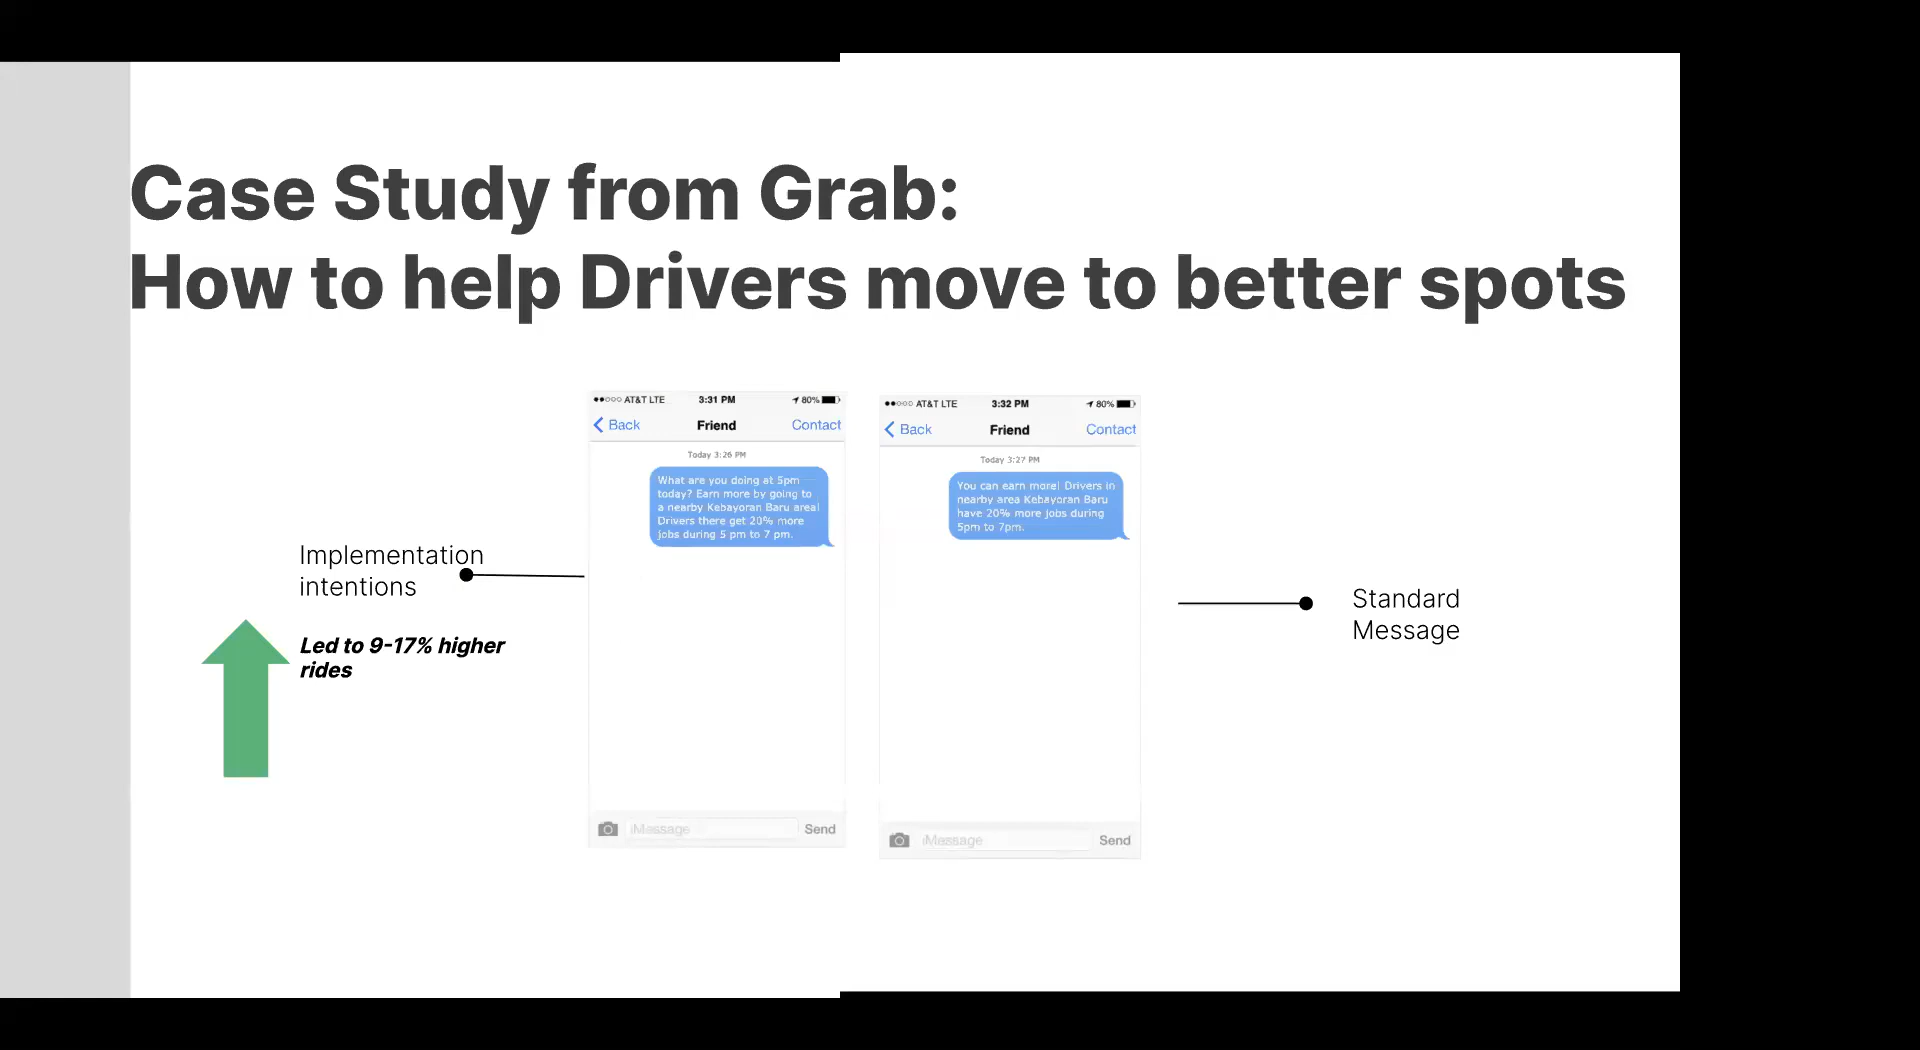 Case Study from Grab:
How to help Drivers move to better spots
AT&T LTE 3:31 PM 80%
Back Friend Contact
Today 3:26 PM
What are you doing at 5pm
today? Earn more by going to
a nearby Kebayoran Baru area!
Drivers there get 20% more
jobs during 5 pm to 7 pm.
iMessage Send
AT&T LTE 3:32 PM 80%
Back Friend Contact
Today 3:27 PM
You can earn more! Drivers in
nearby area Kebayoran Baru
have 20% more jobs during
5pm to 7pm.
iMessage Send
Implementation
intentions
Led to 9-17% higher
rides
Standard
Message